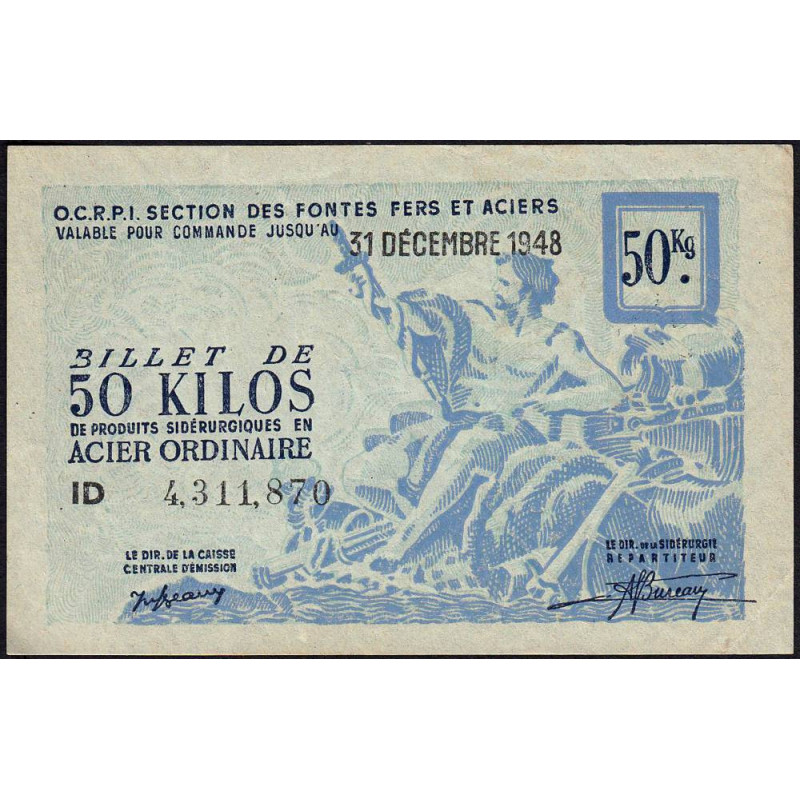 O.C.R.P.I. SECTION DES FONTES FERS ET ACIERS
VALABLE POUR COMMANDE JUSQU'AU 31 DÉCEMBRE 1948
50 Kg.
BILLET DE
50 KILOS
DE PRODUITS SIDÉRURGIQUES EN
ACIER ORDINAIRE
ID 4,311,870
LE DIR. DE LA CAISSE
CENTRALE D'ÉMISSION
LE DIR. DE LA SIDÉRURGIE
RÉPARTITEUR